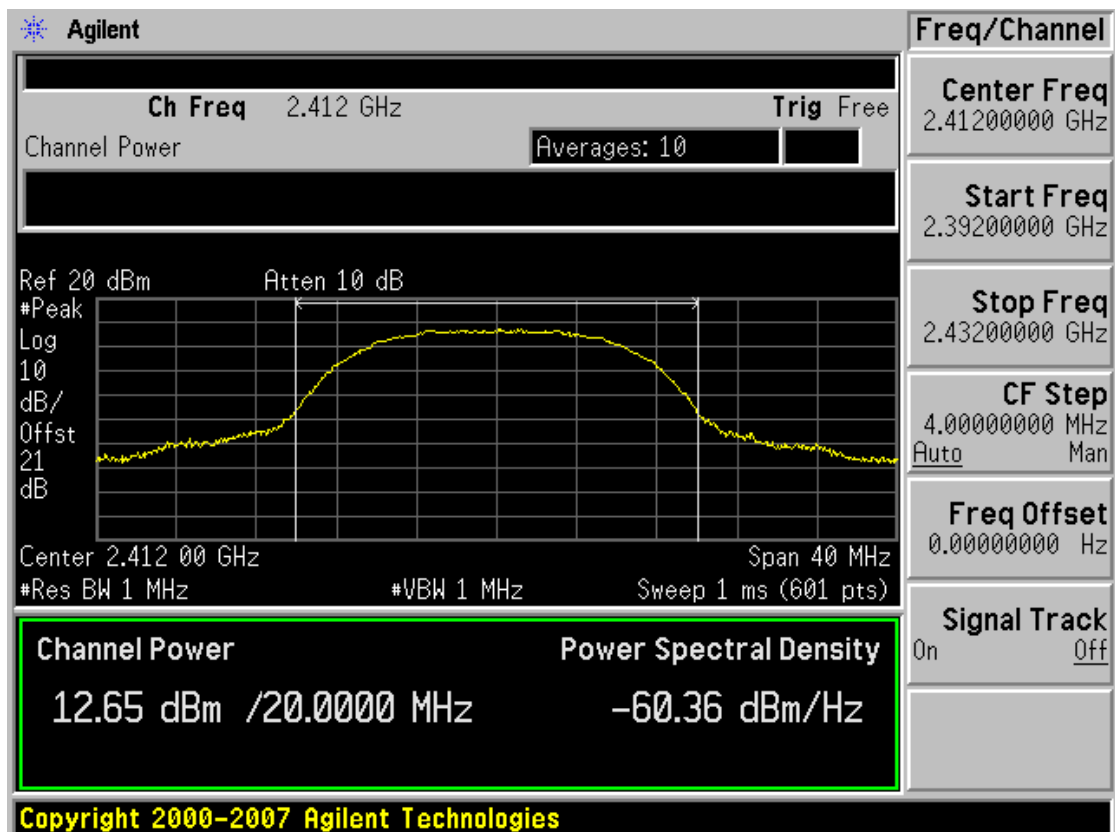 Agilent
Freq/Channel
Ch Freq 2.412 GHz Trig Free
Channel Power Averages: 10
Ref 20 dBm Atten 10 dB
#Peak
Log
10
dB/
Offst
21
dB
Center 2.412 00 GHz Span 40 MHz
#Res BW 1 MHz #VBW 1 MHz Sweep 1 ms (601 pts)
Channel Power Power Spectral Density
12.65 dBm /20.0000 MHz -60.36 dBm/Hz
Center Freq
2.41200000 GHz
Start Freq
2.39200000 GHz
Stop Freq
2.43200000 GHz
CF Step
4.00000000 MHz
Auto Man
Freq Offset
0.00000000 Hz
Signal Track
On Off
Copyright 2000-2007 Agilent Technologies